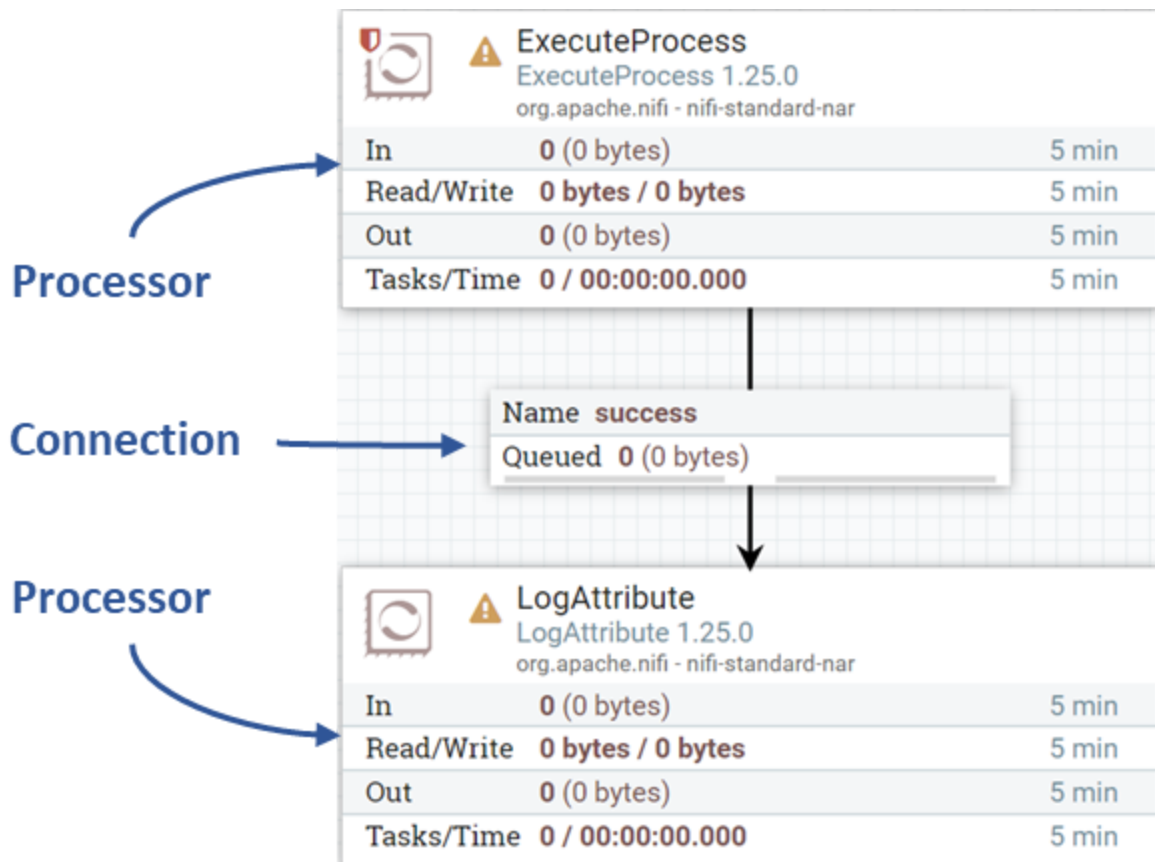 ExecuteProcess
ExecuteProcess 1.25.0
org.apache.nifi - nifi-standard-nar
In 0 (0 bytes) 5 min
Read/Write 0 bytes / 0 bytes 5 min
Out 0 (0 bytes) 5 min
Tasks/Time 0 / 00:00:00.000 5 min
Processor
Name success
Connection
Queued 0 (0 bytes)
Processor
LogAttribute
LogAttribute 1.25.0
org.apache.nifi - nifi-standard-nar
In 0 (0 bytes) 5 min
Read/Write 0 bytes / 0 bytes 5 min
Out 0 (0 bytes) 5 min
Tasks/Time 0 / 00:00:00.000 5 min